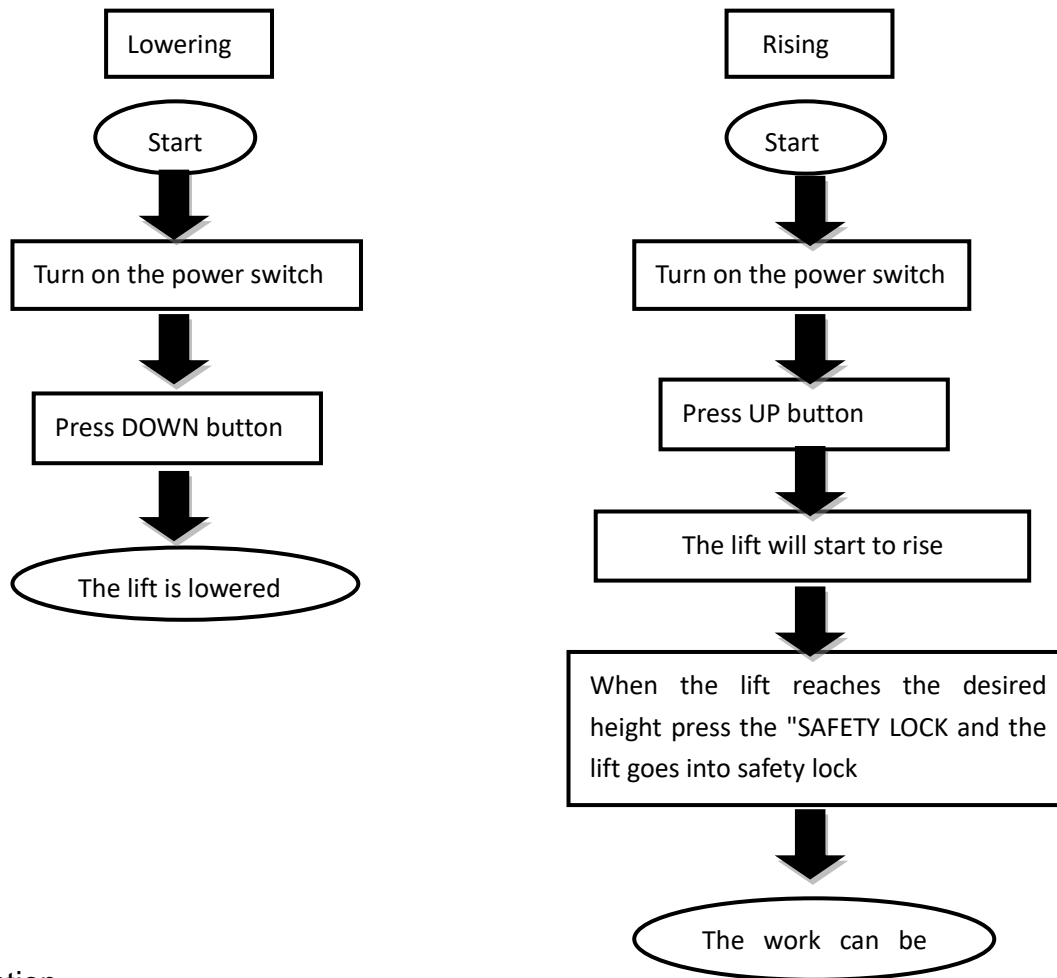 Lowering
Start
Turn on the power switch
Press DOWN button
The lift is lowered
Rising
Start
Turn on the power switch
Press UP button
The lift will start to rise
When the lift reaches the desired
height press the "SAFETY LOCK and the
lift goes into safety lock
The work can be